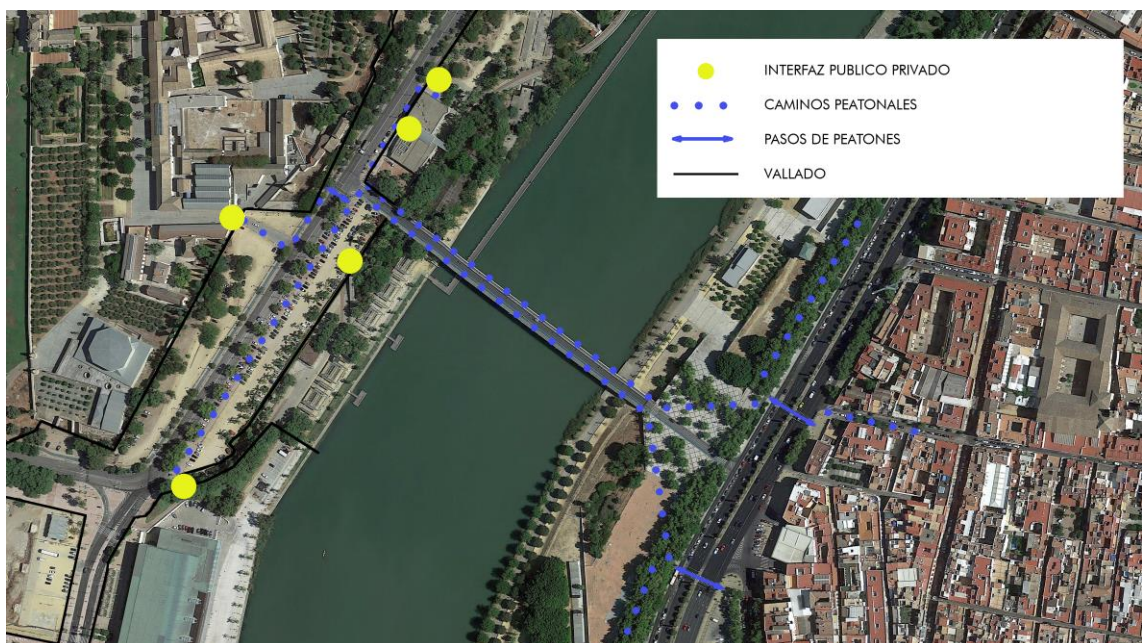 INTERFAZ PUBLICO PRIVADO
CAMINOS PEATONALES
PASOS DE PEATONES
VALLADO